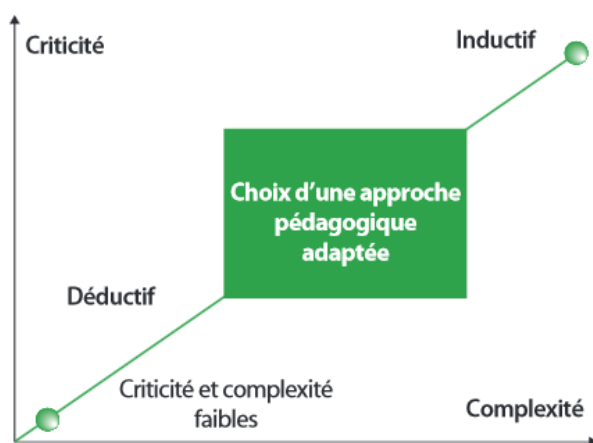 Criticité
Inductif
Choix d'une approche
pédagogique
adaptée
Déductif
Criticité et complexité
faibles
Complexité